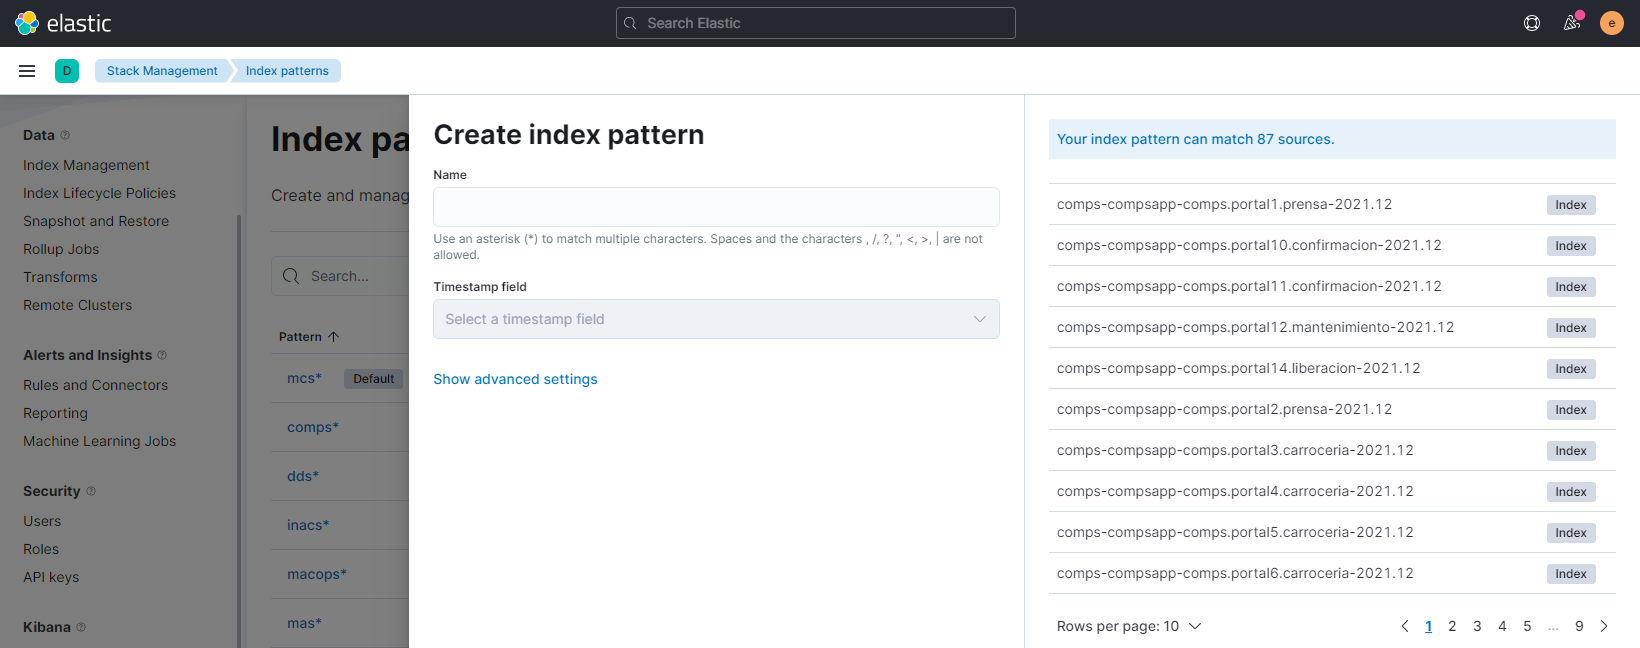 elastic
Search Elastic
e
D
Stack Management
Index patterns
Data
Index Management
Index Lifecycle Policies
Snapshot and Restore
Rollup Jobs
Transforms
Remote Clusters
Alerts and Insights
Rules and Connectors
Reporting
Machine Learning Jobs
Security
Users
Roles
API keys
Kibana
Index pa
Create and manag
Search...
Pattern
mcs* Default
comps*
dds*
inacs*
macops*
mas*
Create index pattern
Name
Use an asterisk (*) to match multiple characters. Spaces and the characters , /, ?, ", <, >, | are not
allowed.
Timestamp field
Select a timestamp field
Show advanced settings
Your index pattern can match 87 sources.
comps-compsapp-comps.portal1.prensa-2021.12 Index
comps-compsapp-comps.portal10.confirmacion-2021.12 Index
comps-compsapp-comps.portal11.confirmacion-2021.12 Index
comps-compsapp-comps.portal12.mantenimiento-2021.12 Index
comps-compsapp-comps.portal14.liberacion-2021.12 Index
comps-compsapp-comps.portal2.prensa-2021.12 Index
comps-compsapp-comps.portal3.carroceria-2021.12 Index
comps-compsapp-comps.portal4.carroceria-2021.12 Index
comps-compsapp-comps.portal5.carroceria-2021.12 Index
comps-compsapp-comps.portal6.carroceria-2021.12 Index
Rows per page: 10
1 2 3 4 5 ... 9